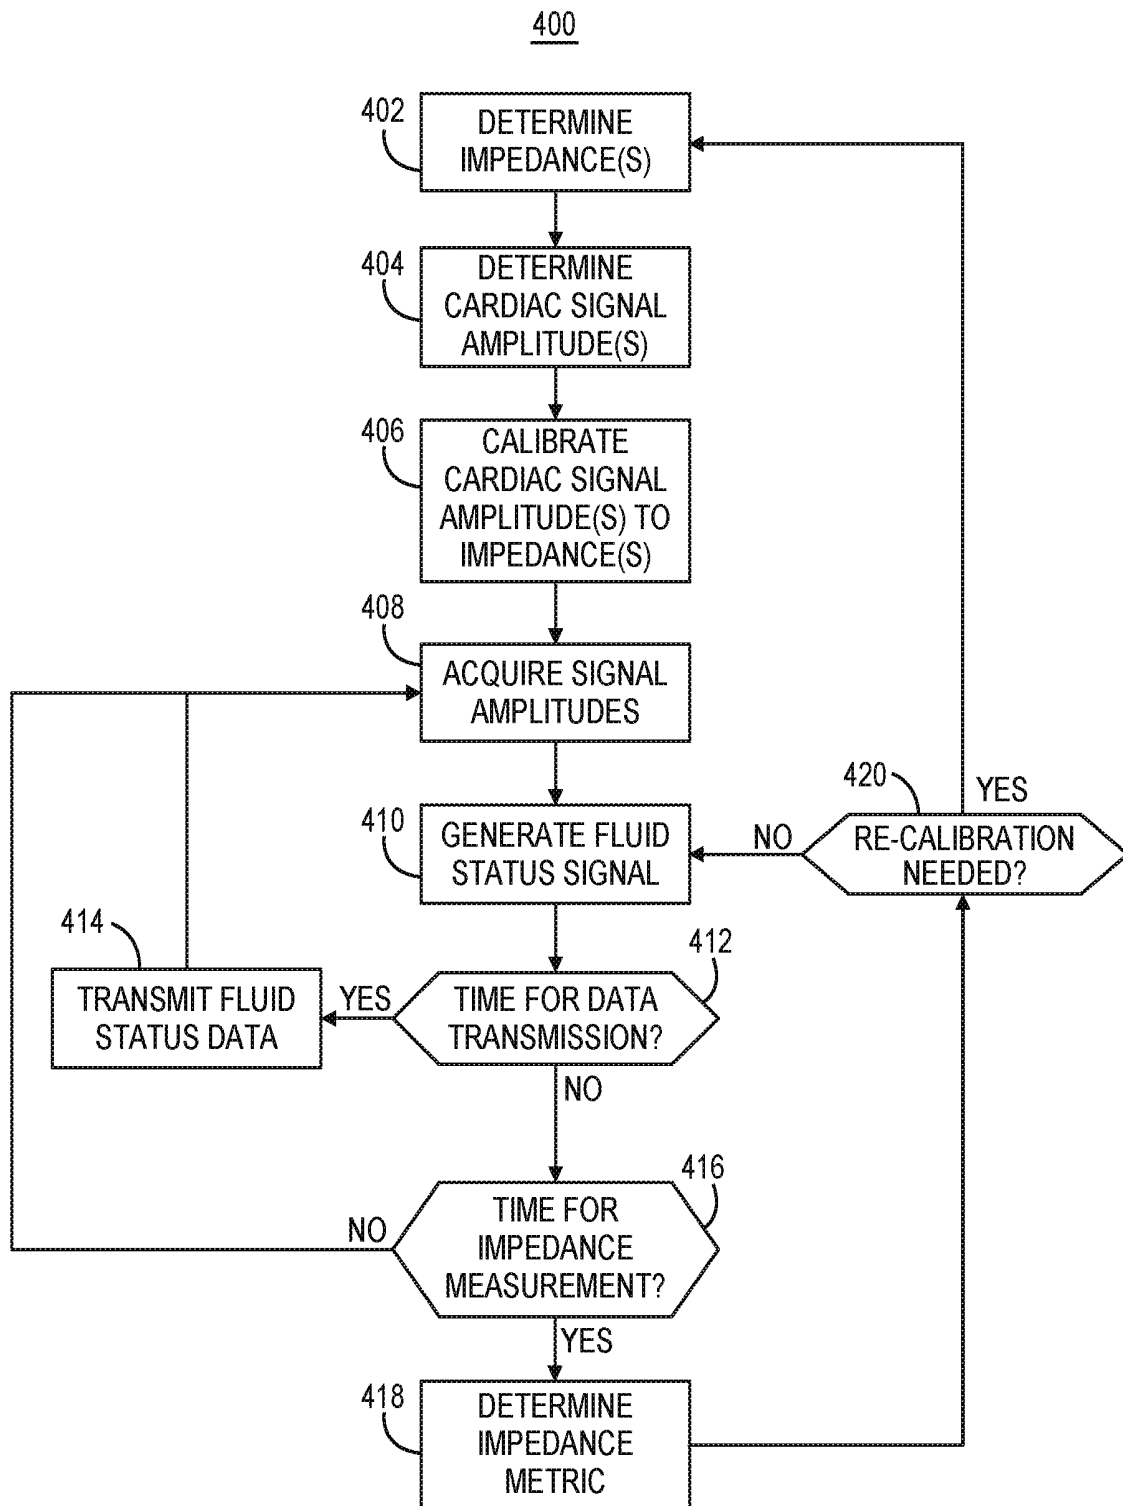 400
402
DETERMINE
IMPEDANCE(S)
404
DETERMINE
CARDIAC SIGNAL
AMPLITUDE(S)
406
CALIBRATE
CARDIAC SIGNAL
AMPLITUDE(S) TO
IMPEDANCE(S)
408
ACQUIRE SIGNAL
AMPLITUDES
410
GENERATE FLUID
STATUS SIGNAL
NO
420
YES
RE-CALIBRATION
NEEDED?
414
TRANSMIT FLUID
STATUS DATA
YES
412
TIME FOR DATA
TRANSMISSION?
NO
416
NO
TIME FOR
IMPEDANCE
MEASUREMENT?
YES
418
DETERMINE
IMPEDANCE
METRIC